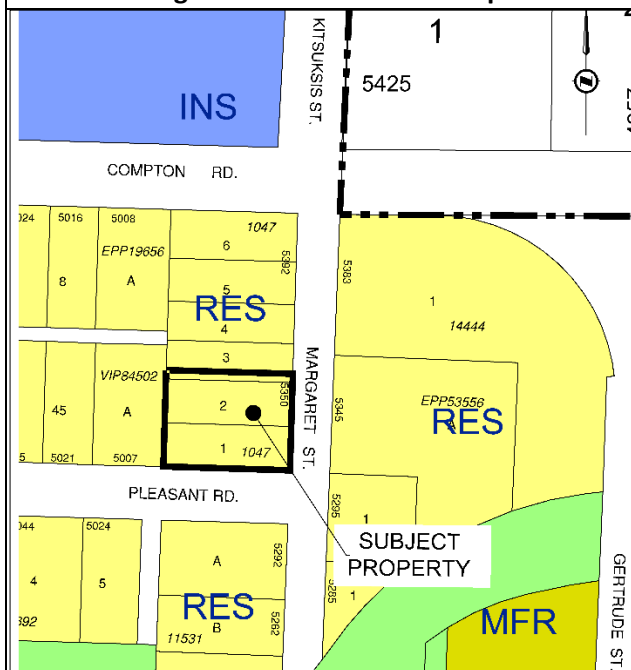 KITSUKSIS ST.
1
5425
INS
COMPTON RD.
5016
5008
1047
EPP19656
6
5392
8
A
5
RES
4
5383
1
14444
3
MARGARET ST.
VIP84502
5350
45
A
2
5345
EPP53556
A
RES
1 1047
5021
5007
PLEASANT RD.
5295
1
SUBJECT
PROPERTY
5024
5292
A
4
5
5285
1
RES
B
5262
11531
MFR
GERTRUDE ST.